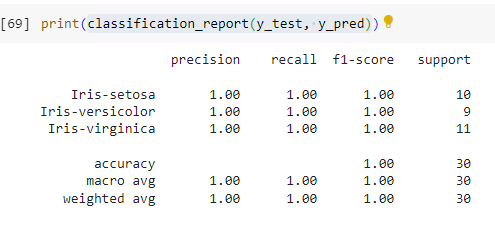 [69] print(classification_report(y_test, y_pred))
precision recall f1-score support
Iris-setosa 1.00 1.00 1.00 10
Iris-versicolor 1.00 1.00 1.00 9
Iris-virginica 1.00 1.00 1.00 11
accuracy 1.00 30
macro avg 1.00 1.00 1.00 30
weighted avg 1.00 1.00 1.00 30